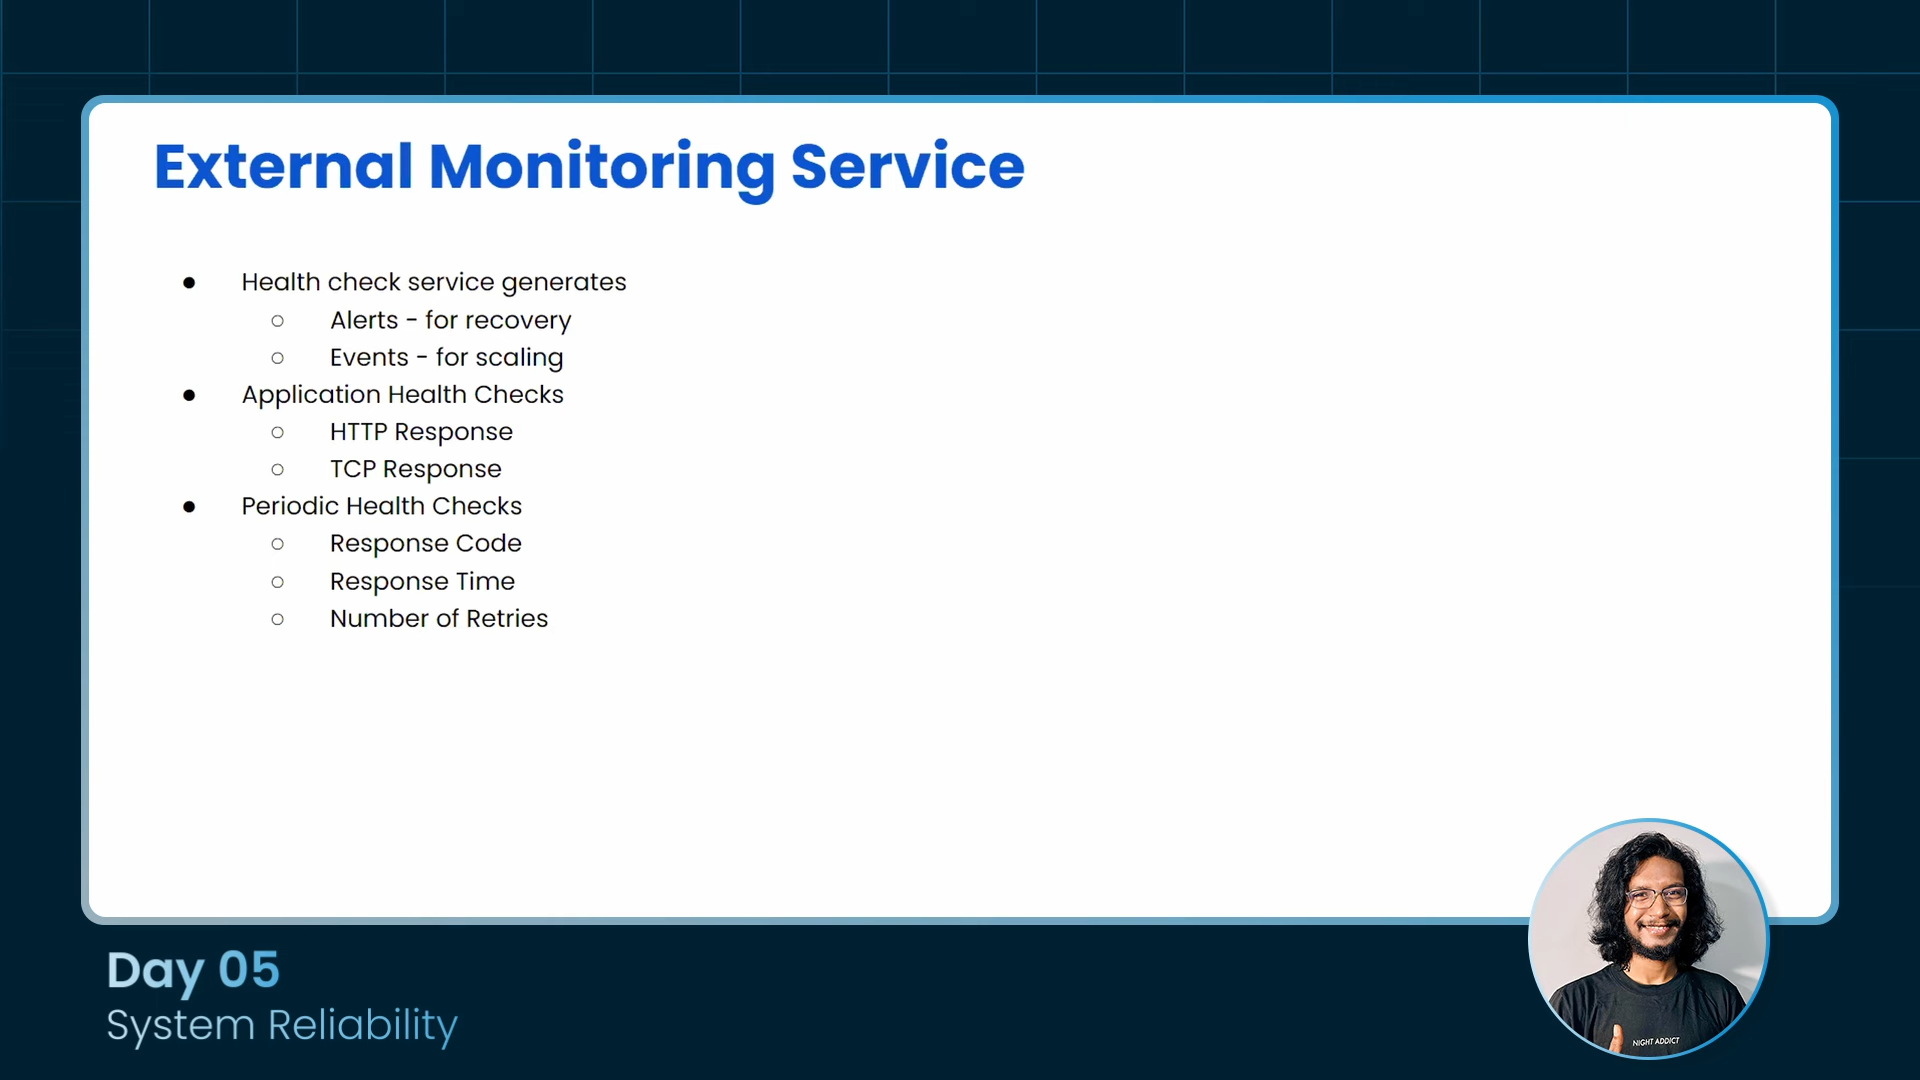 External Monitoring Service
● Health check service generates
○ Alerts - for recovery
○ Events - for scaling
● Application Health Checks
○ HTTP Response
○ TCP Response
● Periodic Health Checks
○ Response Code
○ Response Time
○ Number of Retries
Day 05
System Reliability
NIGHT ADDICT